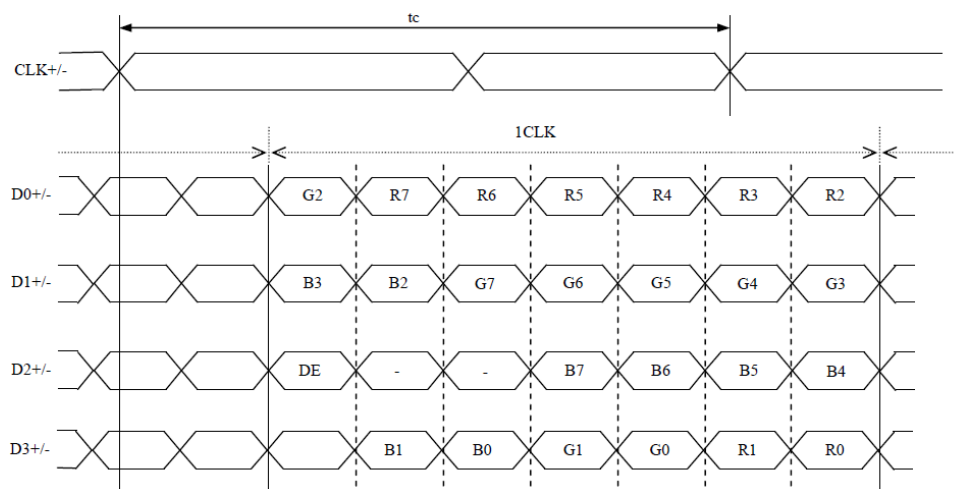 tc
CLK+/-
1CLK
D0+/- G2 R7 R6 R5 R4 R3 R2
D1+/- B3 B2 G7 G6 G5 G4 G3
D2+/- DE - - B7 B6 B5 B4
D3+/- B1 B0 G1 G0 R1 R0